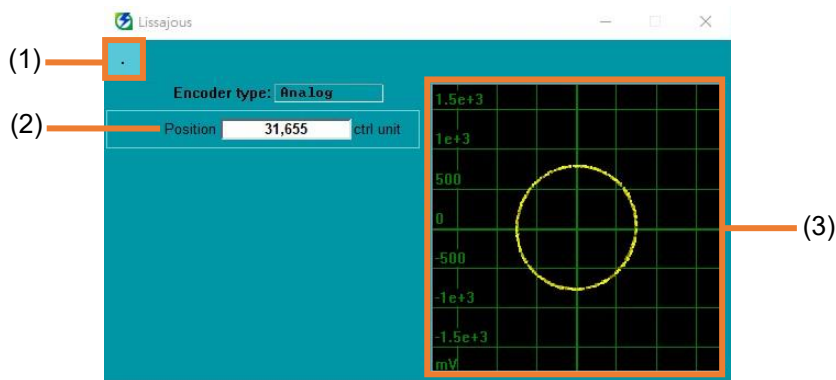 Lissajous
(1)
.
Encoder type: Analog
(2)
Position 31,655 ctrl unit
1.5e+3
1e+3
500
0
(3)
-500
-1e+3
-1.5e+3
mV